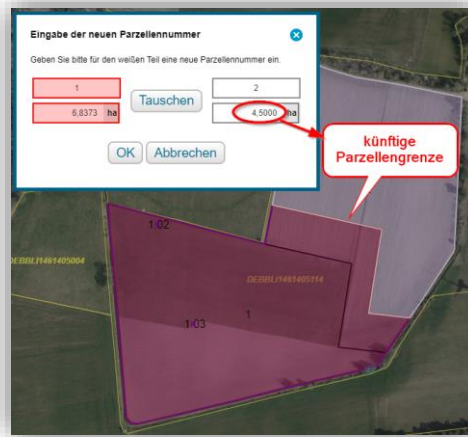 Eingabe der neuen Parzellennummer
Geben Sie bitte für den weißen Teil eine neue Parzellennummer ein.
1
Tauschen
2
6,8373 ha
4,5000 ha
OK
Abbrechen
künftige
Parzellengrenze
1 02
DEBBLI1461405004
DEBBLI1461405114
1 03
1